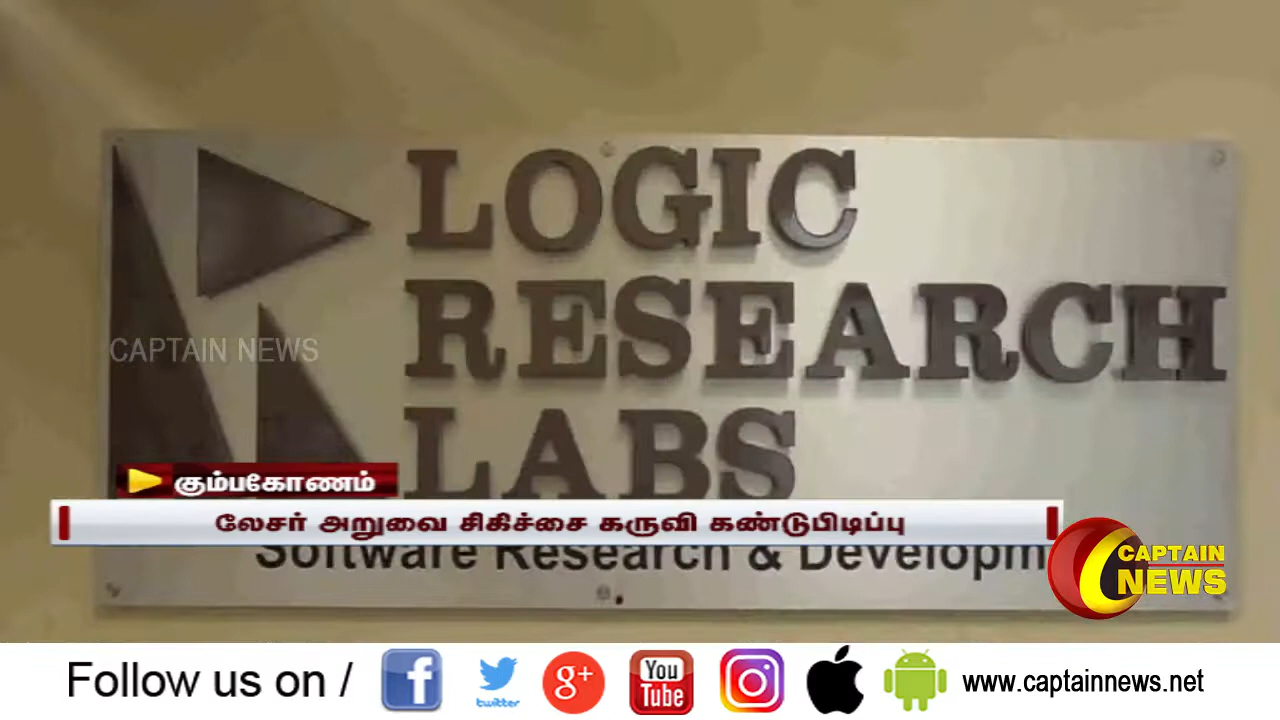 LOGIC
RESEARCH
LABS
CAPTAIN NEWS
கும்பகோணம்
லேசர் அறுவை சிகிச்சை கருவி கண்டுபிடிப்பு
Software Research & Developm
CAPTAIN
NEWS
Follow us on /
f
twitter
g+
You
Tube
www.captainnews.net